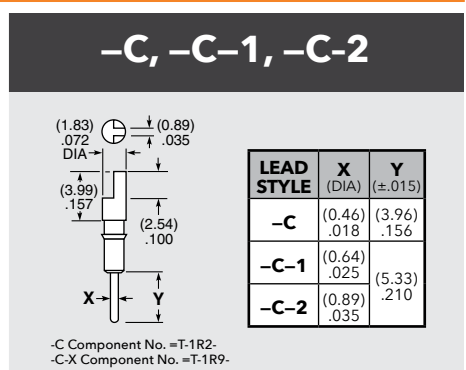 –C, –C–1, –C-2
(1.83)
.072
DIA
(0.89)
.035
(3.99)
.157
(2.54)
.100
X
Y
LEAD STYLE X (DIA) Y (±.015)
–C (0.46) .018 (3.96) .156
–C–1 (0.64) .025 (5.33) .210
–C–2 (0.89) .035
-C Component No. =T-1R2-
-C-X Component No. =T-1R9-